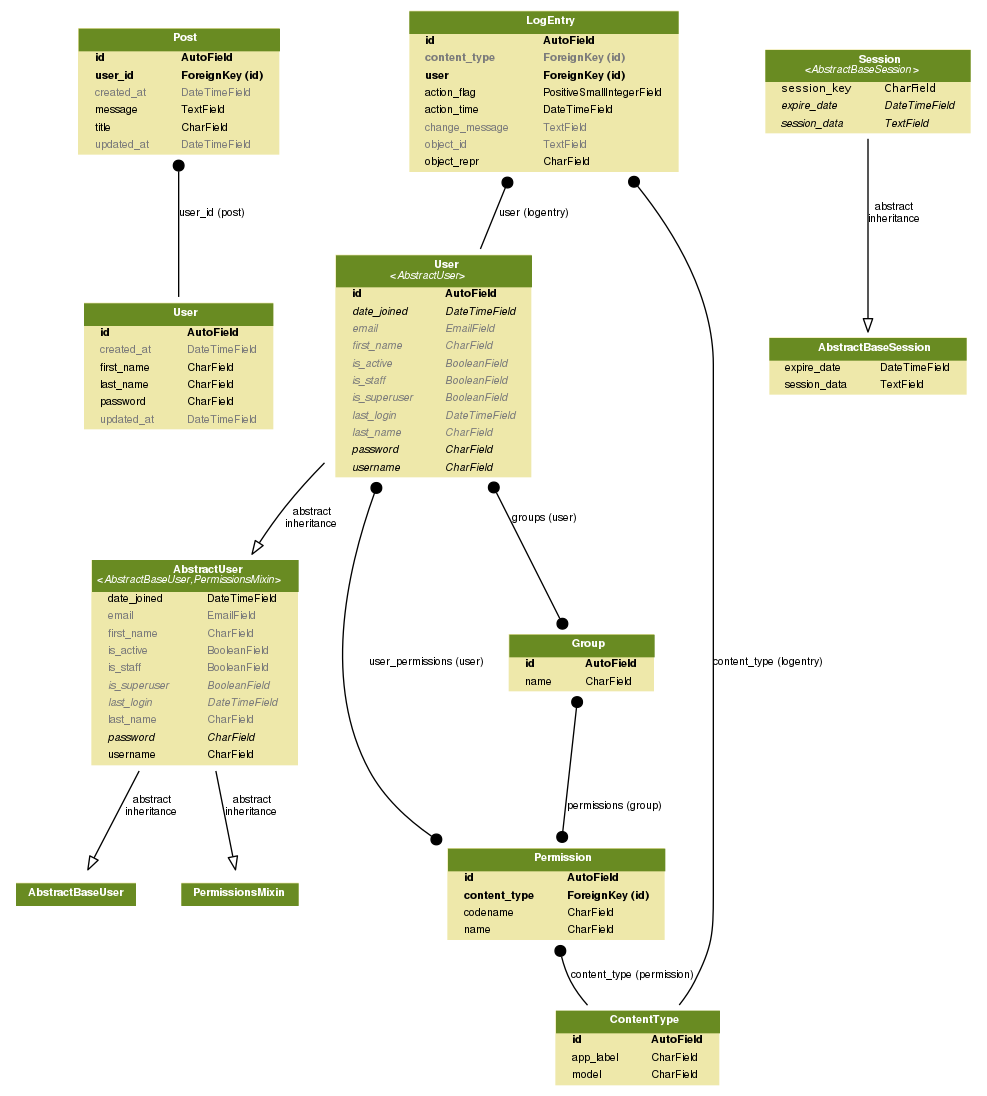 Post
id AutoField
user_id ForeignKey (id)
created_at DateTimeField
message TextField
title CharField
updated_at DateTimeField
user_id (post)
User
id AutoField
created_at DateTimeField
first_name CharField
last_name CharField
password CharField
updated_at DateTimeField
LogEntry
id AutoField
content_type ForeignKey (id)
user ForeignKey (id)
action_flag PositiveSmallIntegerField
action_time DateTimeField
change_message TextField
object_id TextField
object_repr CharField
user (logentry)
User
<AbstractUser>
id AutoField
date_joined DateTimeField
email EmailField
first_name CharField
is_active BooleanField
is_staff BooleanField
is_superuser BooleanField
last_login DateTimeField
last_name CharField
password CharField
username CharField
Session
<AbstractBaseSession>
session_key CharField
expire_date DateTimeField
session_data TextField
abstract
inheritance
AbstractBaseSession
expire_date DateTimeField
session_data TextField
abstract
inheritance
groups (user)
AbstractUser
<AbstractBaseUser,PermissionsMixin>
date_joined DateTimeField
email EmailField
first_name CharField
is_active BooleanField
is_staff BooleanField
is_superuser BooleanField
last_login DateTimeField
last_name CharField
password CharField
username CharField
user_permissions (user)
Group
id AutoField
name CharField
content_type (logentry)
abstract
inheritance
abstract
inheritance
permissions (group)
AbstractBaseUser
PermissionsMixin
Permission
id AutoField
content_type ForeignKey (id)
codename CharField
name CharField
content_type (permission)
ContentType
id AutoField
app_label CharField
model CharField